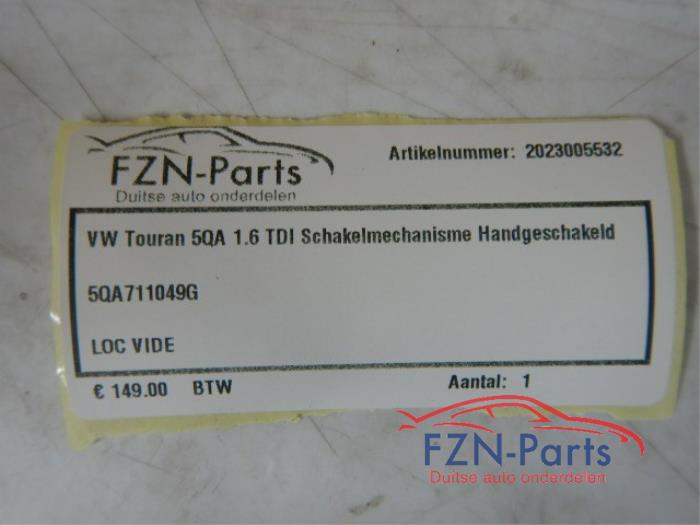 FZN-Parts
Duitse auto onderdelen
Artikelnummer: 2023005532
VW Touran 5QA 1.6 TDI Schakelmechanisme Handgeschakeld
5QA711049G
LOC VIDE
€ 149.00 BTW
Aantal: 1
FZN-Parts
Duitse auto onderdelen